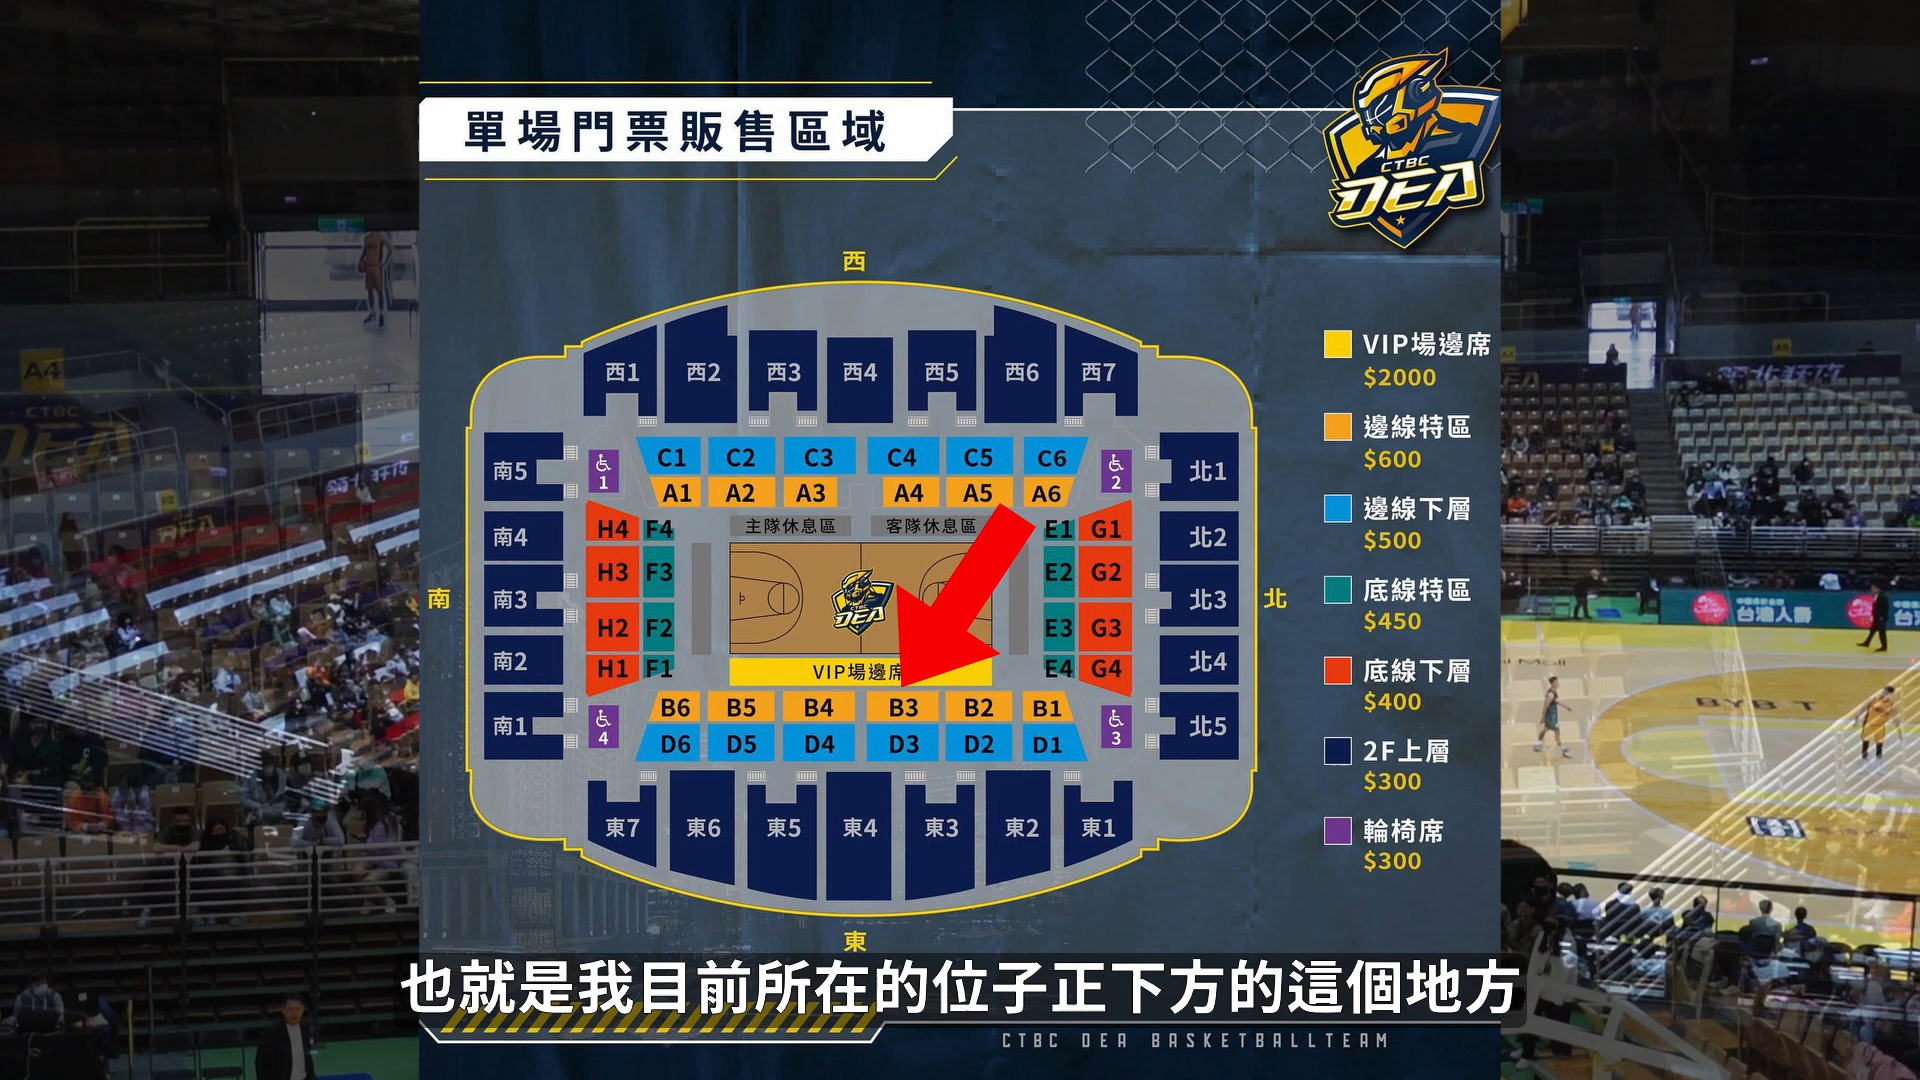 單場門票販售區域
CTBC
DEA
西
西1 西2 西3 西4 西5 西6 西7
南5 1 C1 C2 C3 C4 C5 C6 2 北1
A1 A2 A3 A4 A5 A6
主隊休息區 客隊休息區
南4 H4 F4 E1 G1 北2
南3 H3 F3 E2 G2 北3
南 北
CTBC
DEA
南2 H2 F2 E3 G3 北4
H1 F1 VIP場邊席 E4 G4
南1 4 B6 B5 B4 B3 B2 B1 3 北5
D6 D5 D4 D3 D2 D1
東7 東6 東5 東4 東3 東2 東1
東
VIP場邊席
$2000
邊線特區
$600
邊線下層
$500
底線特區
$450
底線下層
$400
2F上層
$300
輪椅席
$300
A4
CTBC
DEA
台灣人壽
也就是我目前所在的位子正下方的這個地方
CTBC DEA BASKETBALLTEAM